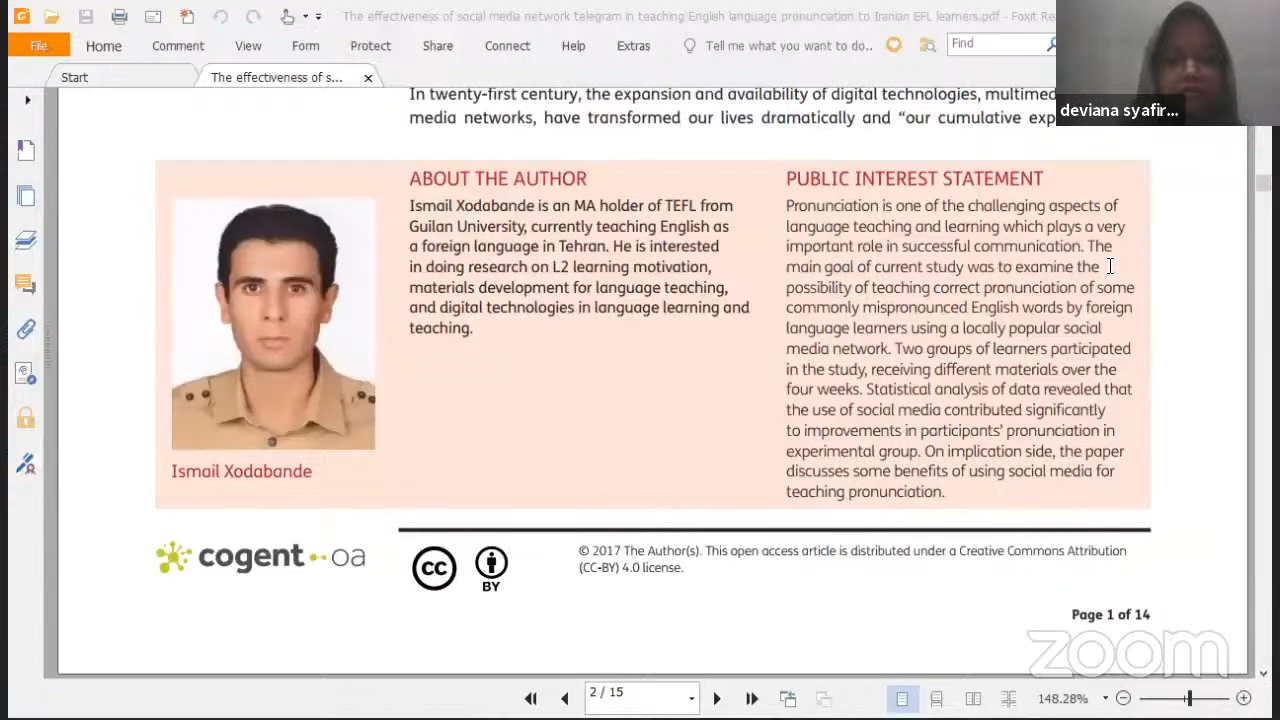 The effectiveness of social media network telegram in teaching English language pronunciation to Iranian EFL learners.pdf - Foxit Re
File Home Comment View Form Protect Share Connect Help Extras Tell me what you want to do.. Find
Start The effectiveness of s...
deviana syafir...
In twenty-first century, the expansion and availability of digital technologies,
media networks, have transformed our lives dramatically and “our cumulative
ABOUT THE AUTHOR
Ismail Xodabande is an MA holder of TEFL from
Guilan University, currently teaching English as
a foreign language in Tehran. He is interested
in doing research on L2 learning motivation,
materials development for language teaching,
and digital technologies in language learning and
teaching.
Ismail Xodabande
PUBLIC INTEREST STATEMENT
Pronunciation is one of the challenging aspects of
language teaching and learning which plays a very
important role in successful communication. The
main goal of current study was to examine the
possibility of teaching correct pronunciation of some
commonly mispronounced English words by foreign
language learners using a locally popular social
media network. Two groups of learners participated
in the study, receiving different materials over the
four weeks. Statistical analysis of data revealed that
the use of social media contributed significantly
to improvements in participants’ pronunciation in
experimental group. On implication side, the paper
discusses some benefits of using social media for
teaching pronunciation.
cogent oa
cc BY
© 2017 The Author(s). This open access article is distributed under a Creative Commons Attribution
(CC-BY) 4.0 license.
Page 1 of 14
zoom
2 / 15 148.28%